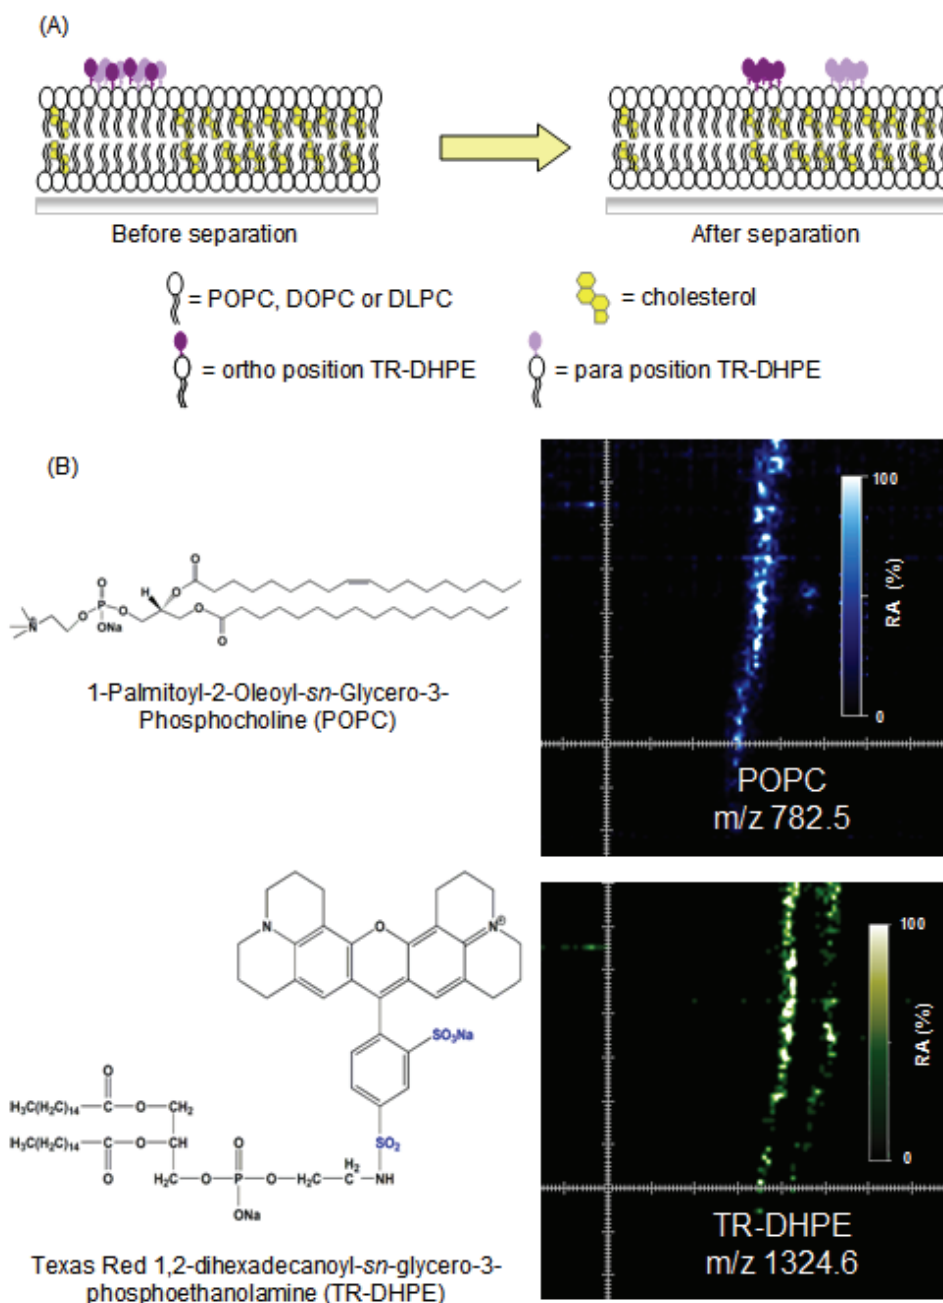 (A)
Before separation
After separation
= POPC, DOPC or DLPC
= cholesterol
= ortho position TR-DHPE
= para position TR-DHPE
(B)
O
O
H
O
P
O
O
O
N
⊕
ONa
O
1-Palmitoyl-2-Oleoyl-sn-Glycero-3-
Phosphocholine (POPC)
100
RA (%)
0
POPC
m/z 782.5
N
O
N
⊕
SO₃Na
O
H₃C(H₂C)₁₄—C—O—CH₂
SO₂
H₃C(H₂C)₁₄—C—O—CH
O
H₂
O
H₂C—O—P—O—C—C—NH
H₂
ONa
Texas Red 1,2-dihexadecanoyl-sn-glycero-3-
phosphoethanolamine (TR-DHPE)
100
RA (%)
0
TR-DHPE
m/z 1324.6